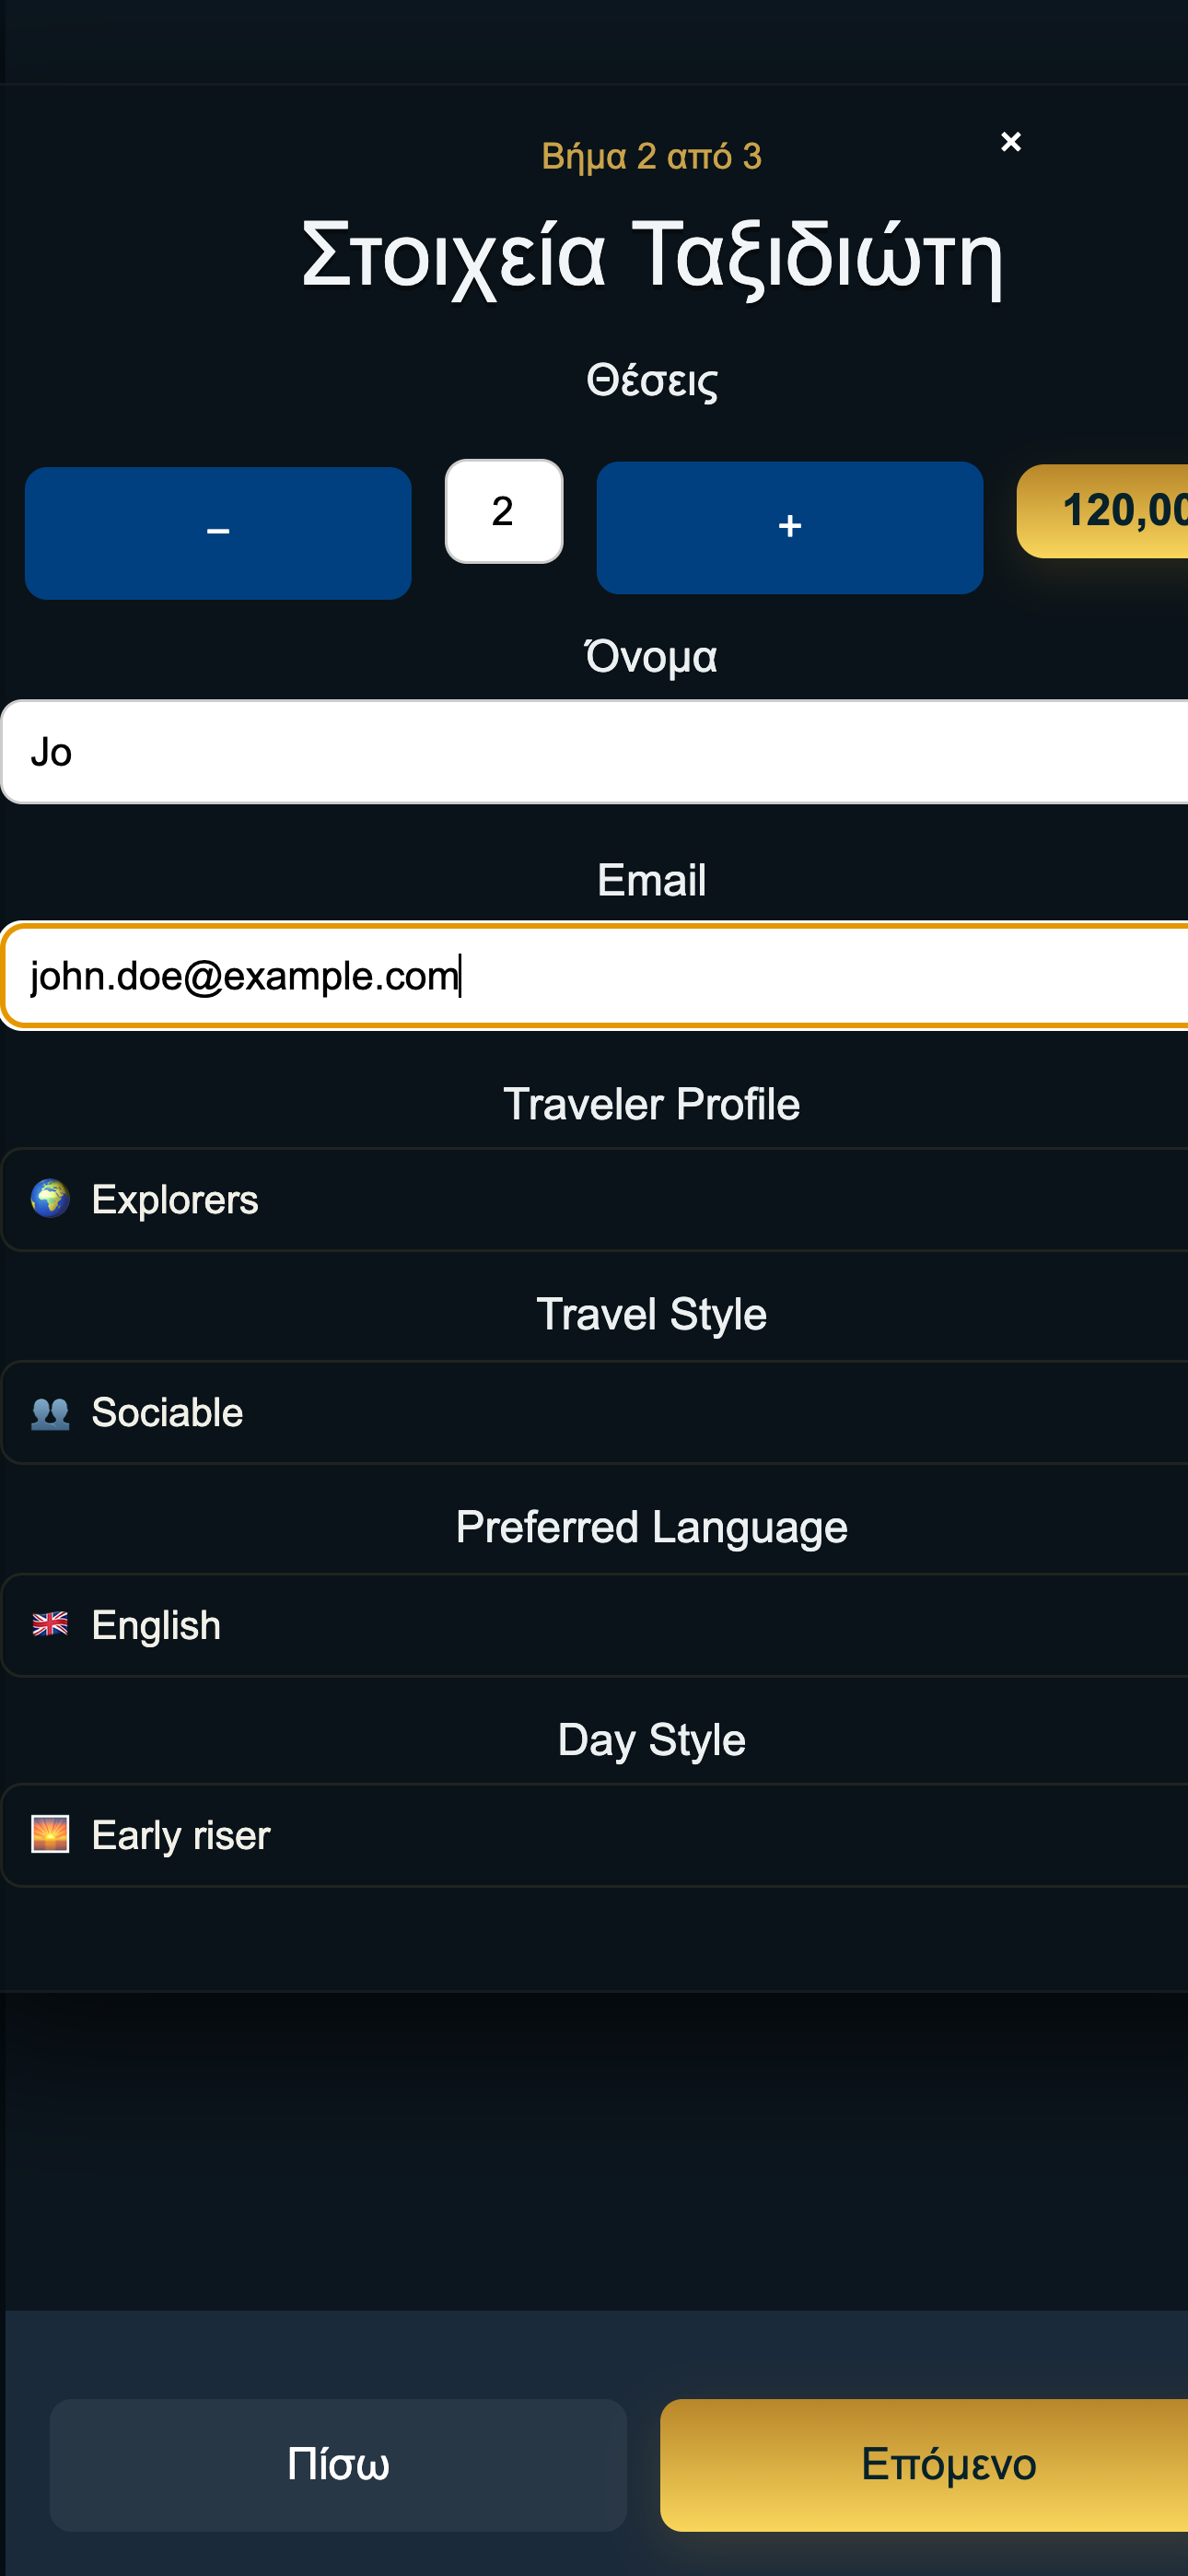 Βήμα 2 από 3
×
Στοιχεία Ταξιδιώτη
Θέσεις
– 2 + 120,00
Όνομα
Jo
Email
john.doe@example.com
Traveler Profile
🌍 Explorers
Travel Style
👥 Sociable
Preferred Language
🇬🇧 English
Day Style
🌅 Early riser
Πίσω Επόμενο